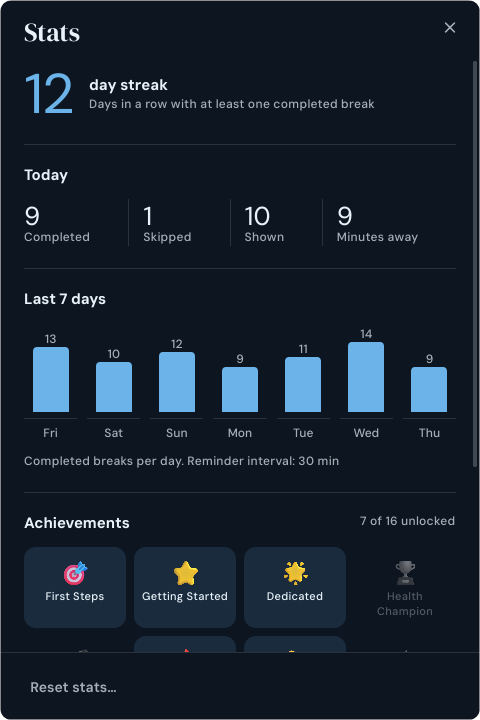 Stats
12
day streak
Days in a row with at least one completed break
Today
9
Completed
1
Skipped
10
Shown
9
Minutes away
Last 7 days
13 10 12 9 11 14 9
Fri Sat Sun Mon Tue Wed Thu
Completed breaks per day. Reminder interval: 30 min
Achievements
7 of 16 unlocked
First Steps
Getting Started
Dedicated
Health
Champion
Reset stats...